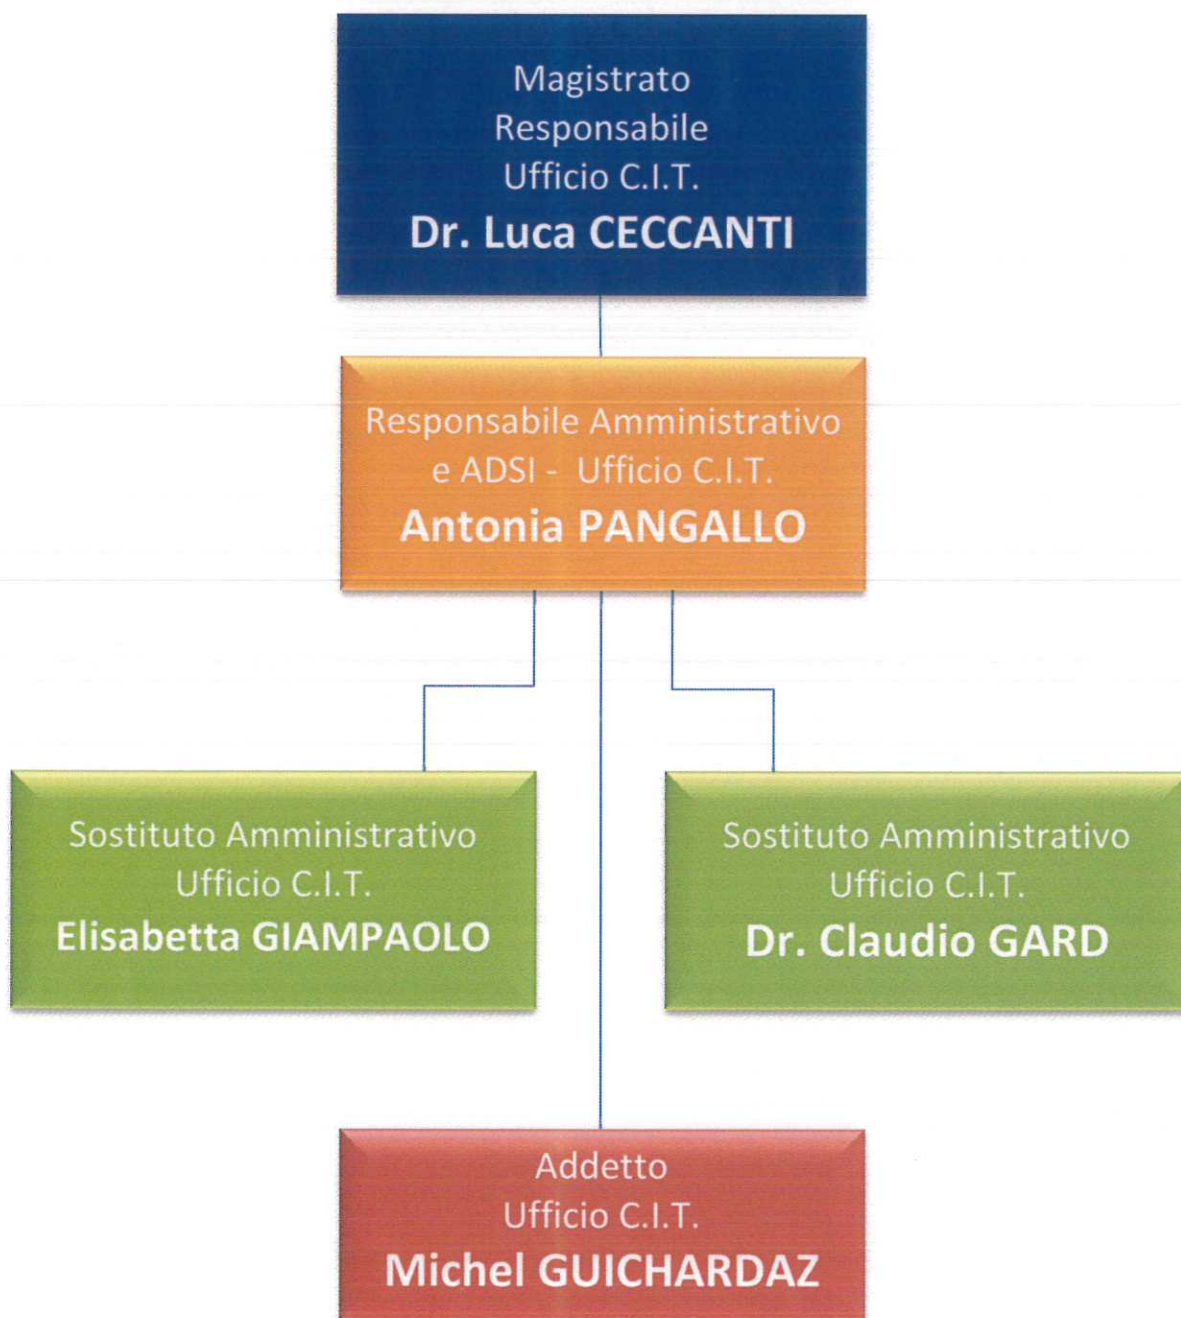 Magistrato
Responsabile
Ufficio C.I.T.
Dr. Luca CECCANTI
Responsabile Amministrativo
e ADSI - Ufficio C.I.T.
Antonia PANGALLO
Sostituto Amministrativo
Ufficio C.I.T.
Elisabetta GIAMPAOLO
Sostituto Amministrativo
Ufficio C.I.T.
Dr. Claudio GARD
Addetto
Ufficio C.I.T.
Michel GUICHARDAZ